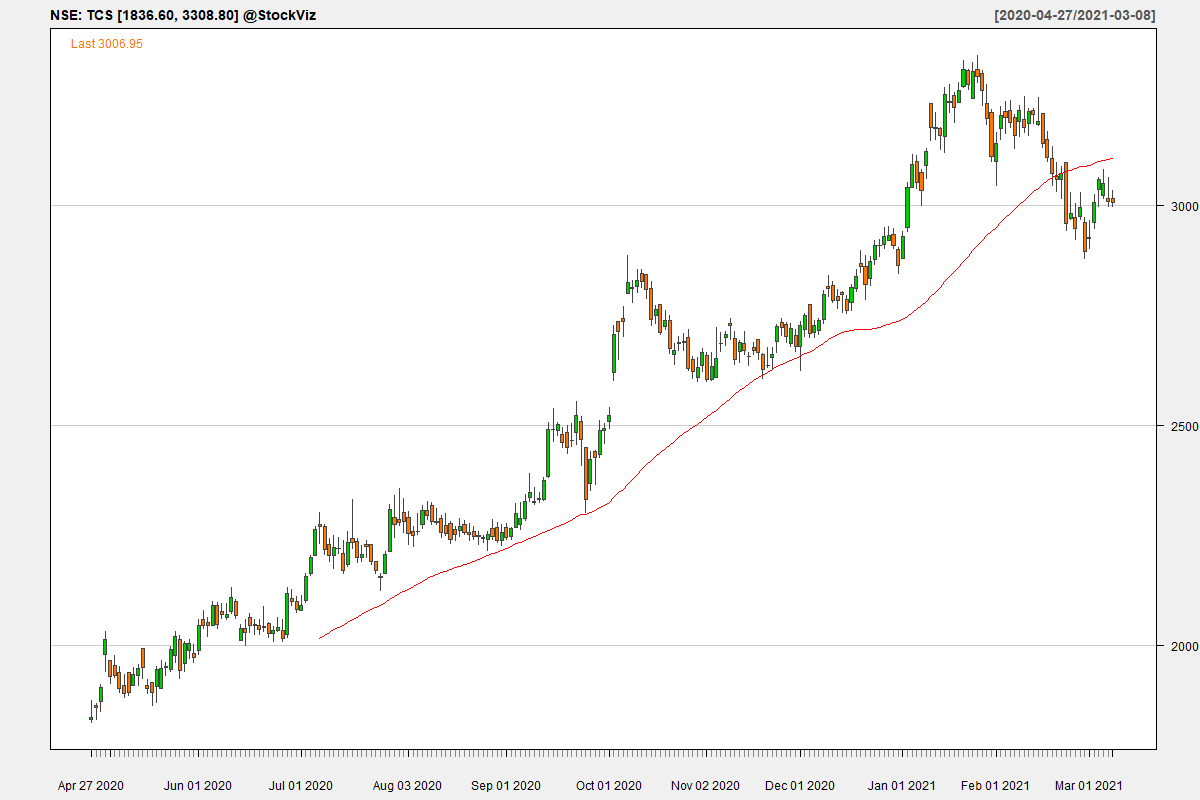 NSE: TCS [1836.60, 3308.80] @StockViz [2020-04-27/2021-03-08]
Last 3006.95
3000
2500
2000
Apr 27 2020 Jun 01 2020 Jul 01 2020 Aug 03 2020 Sep 01 2020 Oct 01 2020 Nov 02 2020 Dec 01 2020 Jan 01 2021 Feb 01 2021 Mar 01 2021